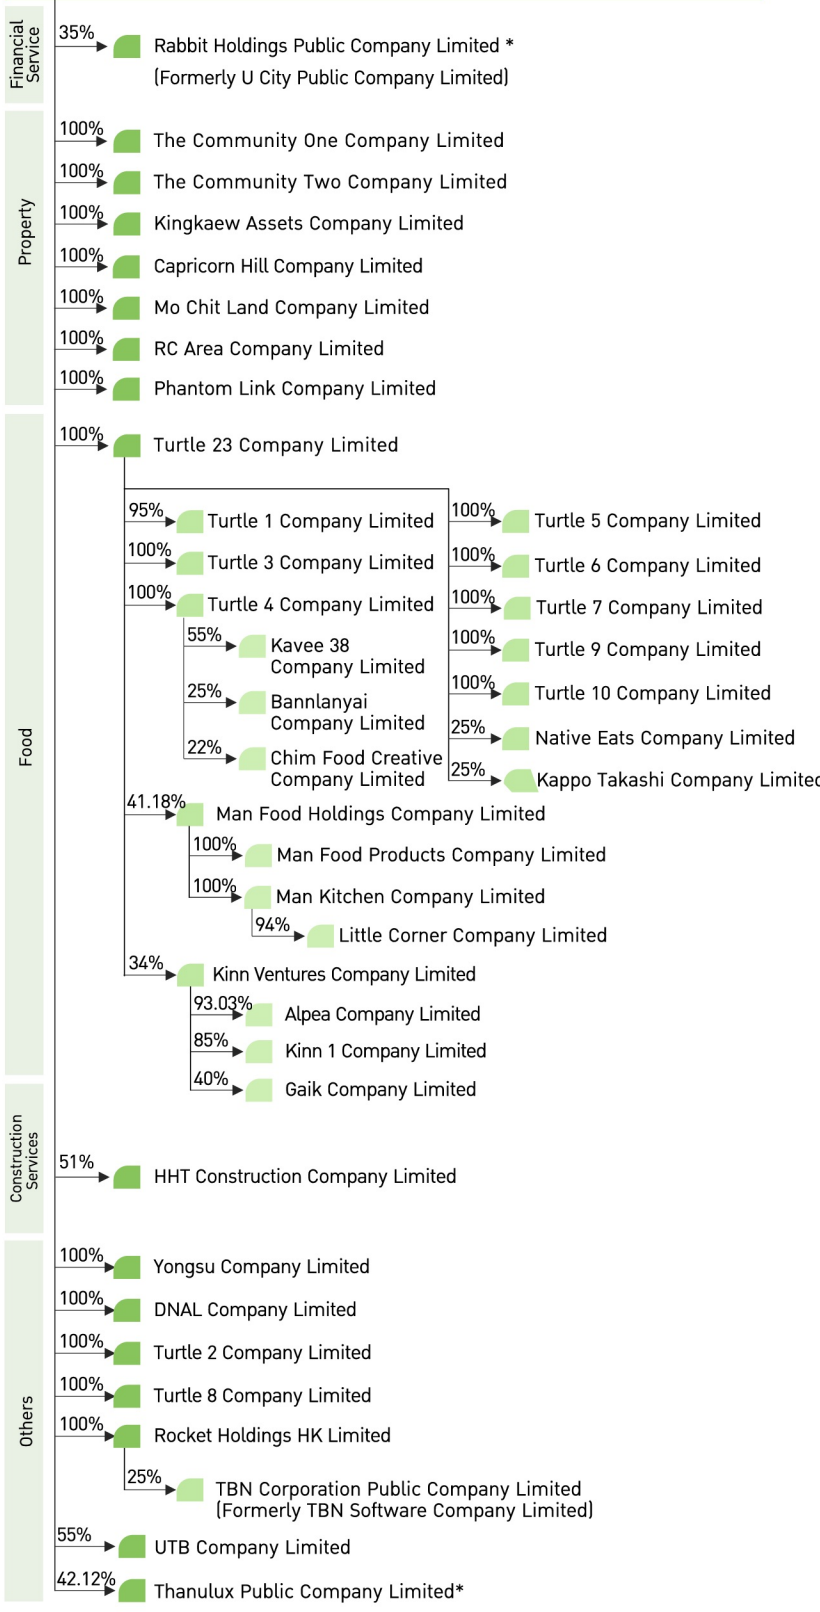 Financial
Service
35%
Rabbit Holdings Public Company Limited *
(Formerly U City Public Company Limited)
Property
100%
The Community One Company Limited
100%
The Community Two Company Limited
100%
Kingkaew Assets Company Limited
100%
Capricorn Hill Company Limited
100%
Mo Chit Land Company Limited
100%
RC Area Company Limited
100%
Phantom Link Company Limited
Food
100%
Turtle 23 Company Limited
95%
Turtle 1 Company Limited
100%
Turtle 3 Company Limited
100%
Turtle 4 Company Limited
55%
Kavee 38
Company Limited
25%
Bannlanyai
Company Limited
22%
Chim Food Creative
Company Limited
100%
Turtle 5 Company Limited
100%
Turtle 6 Company Limited
100%
Turtle 7 Company Limited
100%
Turtle 9 Company Limited
100%
Turtle 10 Company Limited
25%
Native Eats Company Limited
25%
Kappo Takashi Company Limited
41.18%
Man Food Holdings Company Limited
100%
Man Food Products Company Limited
100%
Man Kitchen Company Limited
94%
Little Corner Company Limited
34%
Kinn Ventures Company Limited
93.03%
Alpea Company Limited
85%
Kinn 1 Company Limited
40%
Gaik Company Limited
Construction
Services
51%
HHT Construction Company Limited
Others
100%
Yongsu Company Limited
100%
DNAL Company Limited
100%
Turtle 2 Company Limited
100%
Turtle 8 Company Limited
100%
Rocket Holdings HK Limited
25%
TBN Corporation Public Company Limited
(Formerly TBN Software Company Limited)
55%
UTB Company Limited
42.12%
Thanulux Public Company Limited*